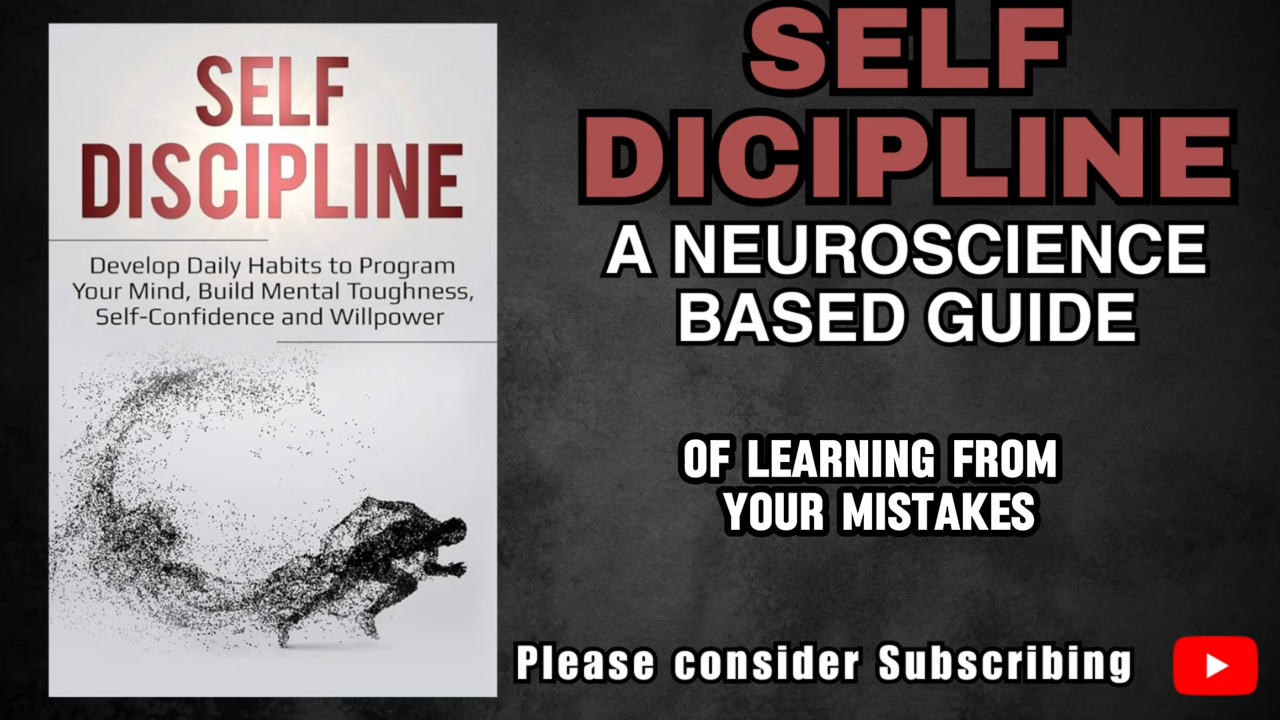 SELF
DISCIPLINE
Develop Daily Habits to Program
Your Mind, Build Mental Toughness,
Self-Confidence and Willpower
SELF
DICIPLINE
A NEUROSCIENCE
BASED GUIDE
OF LEARNING FROM
YOUR MISTAKES
Please consider Subscribing